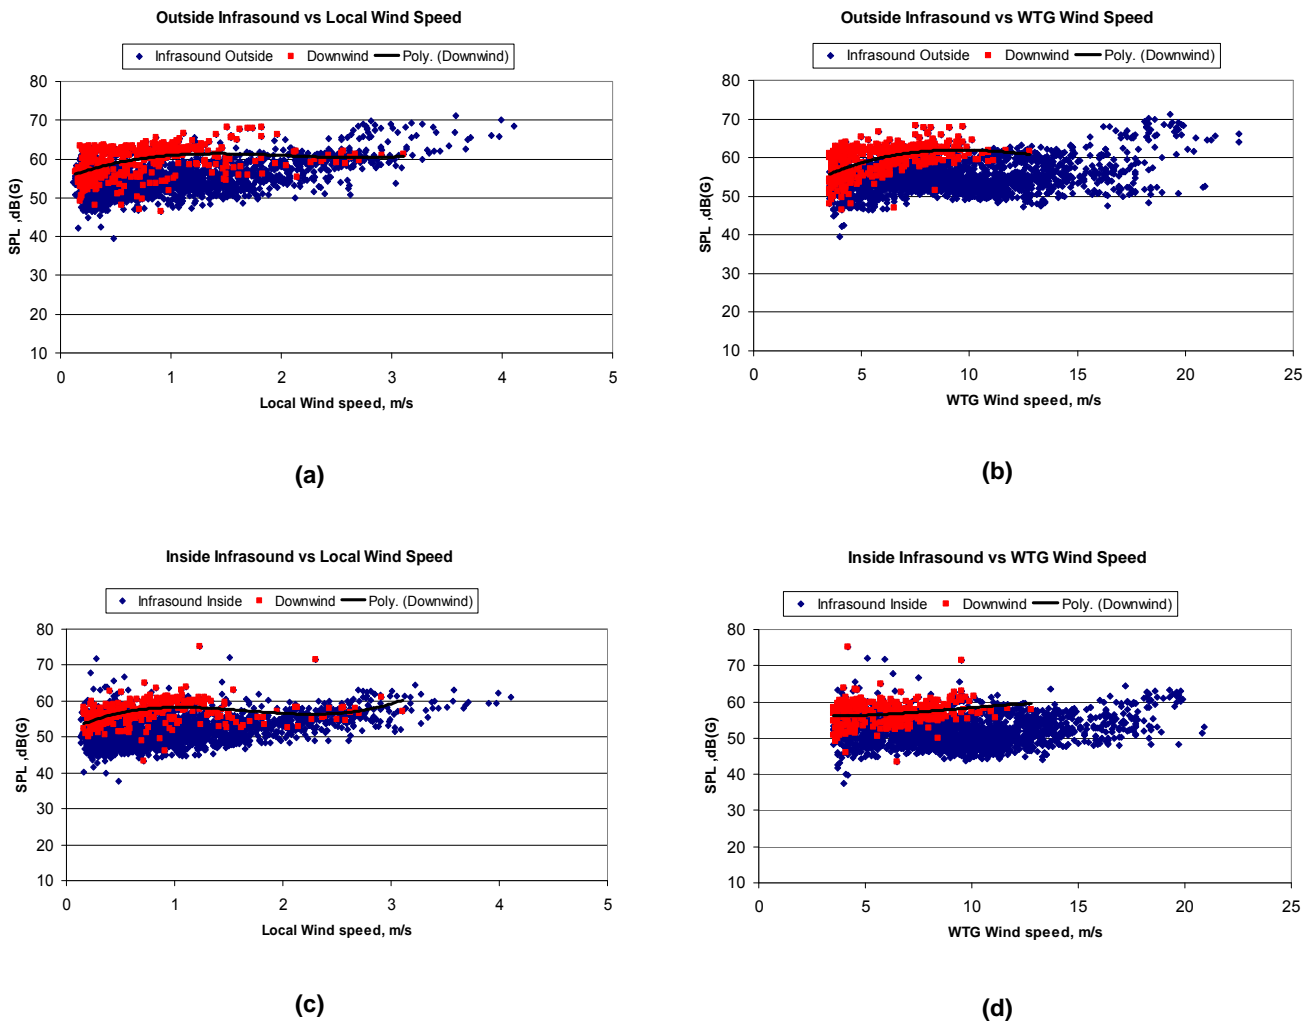 Outside Infrasound vs Local Wind Speed
Infrasound Outside Downwind Poly. (Downwind)
80
70
60
50
40
30
20
10
SPL ,dB(G)
0 1 2 3 4 5
Local Wind speed, m/s
(a)
Outside Infrasound vs WTG Wind Speed
Infrasound Outside Downwind Poly. (Downwind)
80
70
60
50
40
30
20
10
SPL ,dB(G)
0 5 10 15 20 25
WTG Wind speed, m/s
(b)
Inside Infrasound vs Local Wind Speed
Infrasound Inside Downwind Poly. (Downwind)
80
70
60
50
40
30
20
10
SPL ,dB(G)
0 1 2 3 4 5
Local Wind speed, m/s
(c)
Inside Infrasound vs WTG Wind Speed
Infrasound Inside Downwind Poly. (Downwind)
80
70
60
50
40
30
20
10
SPL ,dB(G)
0 5 10 15 20 25
WTG Wind speed, m/s
(d)